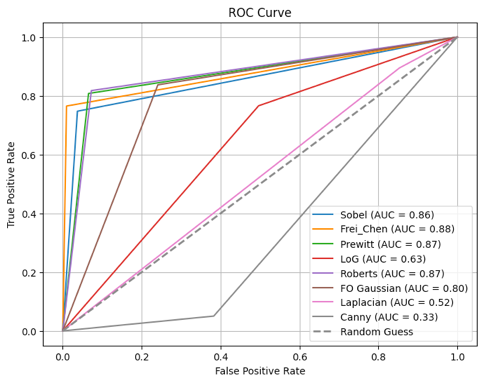 ROC Curve
True Positive Rate
1.0
0.8
0.6
0.4
0.2
0.0
Sobel (AUC = 0.86)
Frei_Chen (AUC = 0.88)
Prewitt (AUC = 0.87)
LoG (AUC = 0.63)
Roberts (AUC = 0.87)
FO Gaussian (AUC = 0.80)
Laplacian (AUC = 0.52)
Canny (AUC = 0.33)
Random Guess
0.0 0.2 0.4 0.6 0.8 1.0
False Positive Rate